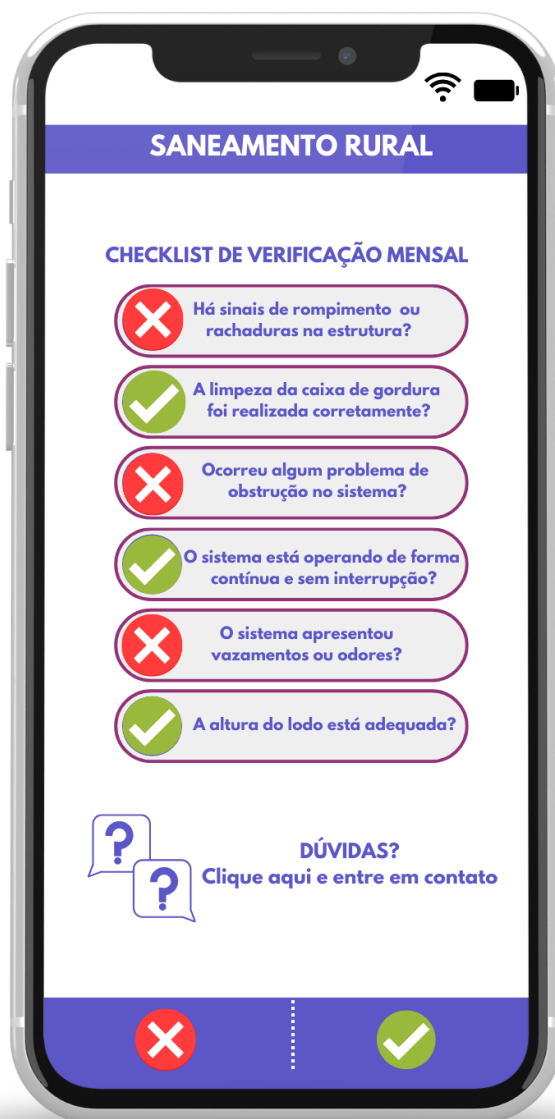 SANEAMENTO RURAL
CHECKLIST DE VERIFICAÇÃO MENSAL
Há sinais de rompimento ou
rachaduras na estrutura?
A limpeza da caixa de gordura
foi realizada corretamente?
Ocorreu algum problema de
obstrução no sistema?
O sistema está operando de forma
contínua e sem interrupção?
O sistema apresentou
vazamentos ou odores?
A altura do lodo está adequada?
?
?
DÚVIDAS?
Clique aqui e entre em contato